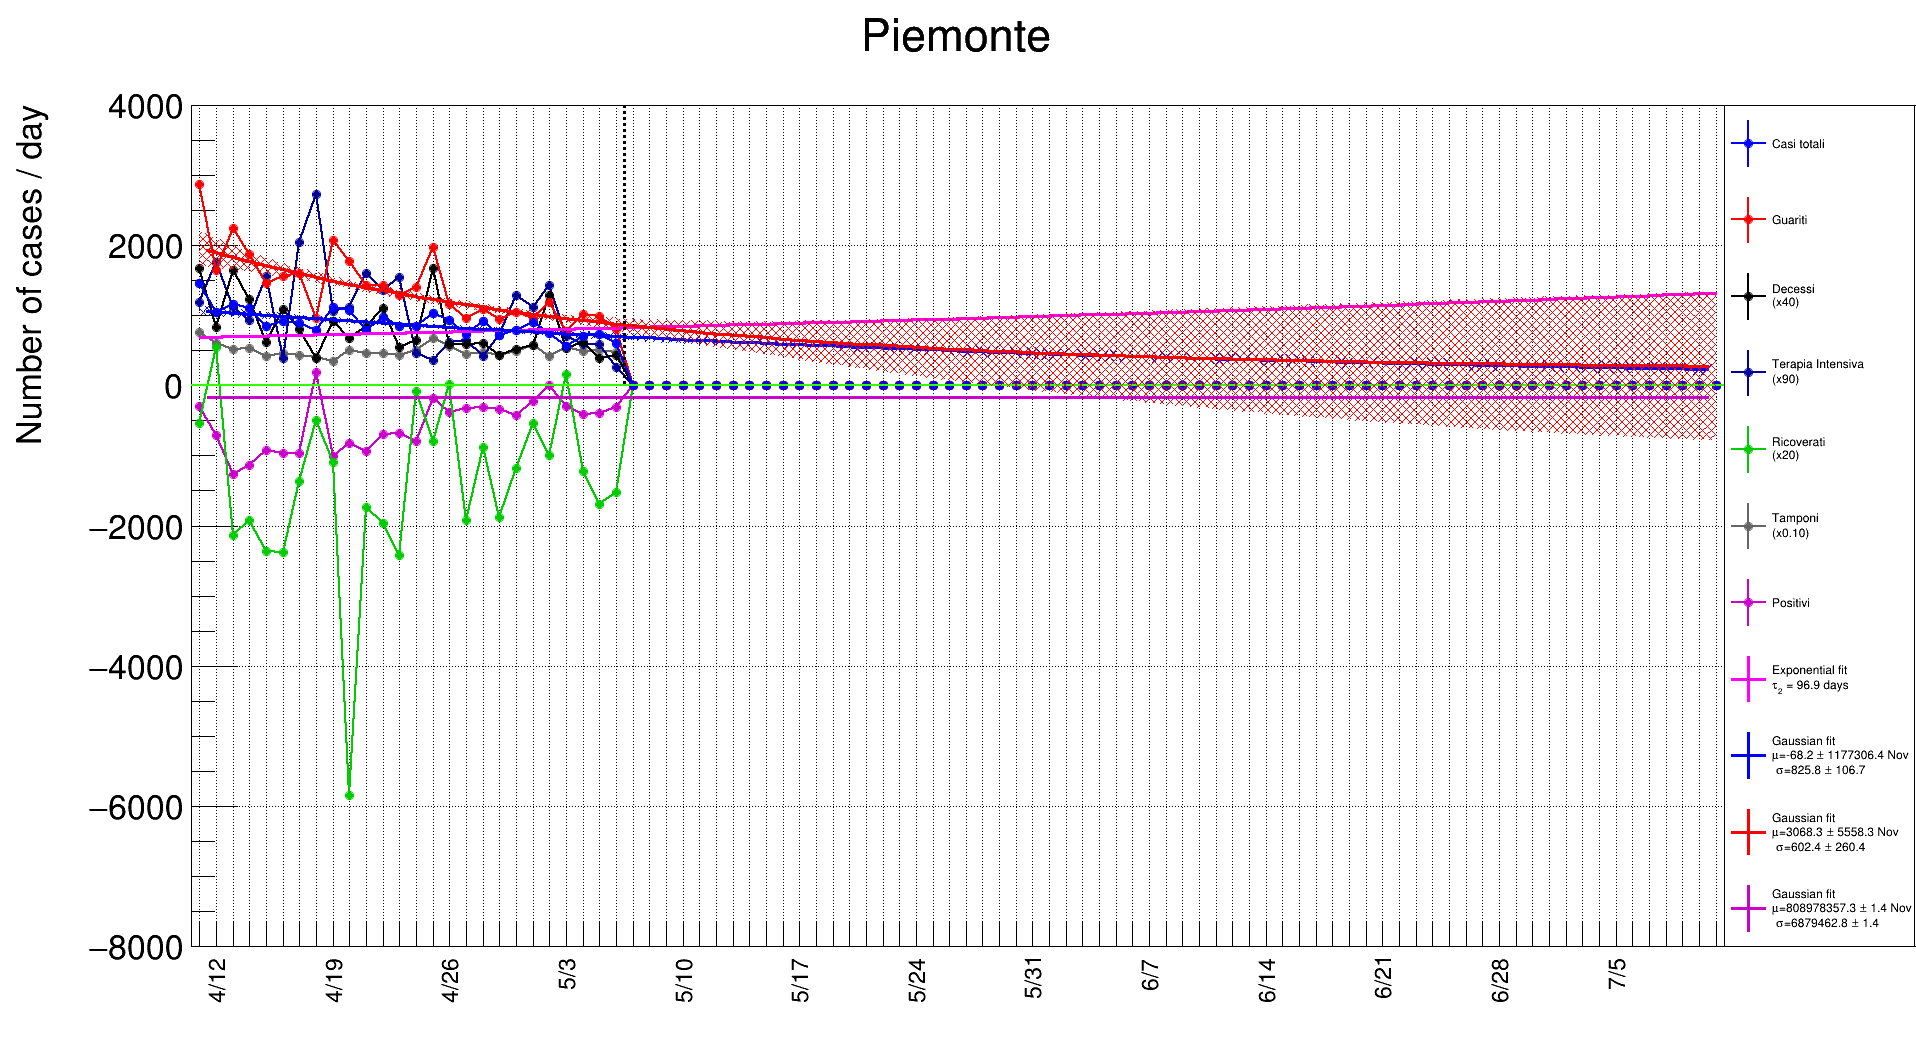 Piemonte
Number of cases / day
4000
2000
0
−2000
−4000
−6000
−8000
4/12
4/19
4/26
5/3
5/10
5/17
5/24
5/31
6/7
6/14
6/21
6/28
7/5
Casi totali
Guariti
Decessi
(x40)
Terapia Intensiva
(x90)
Ricoverati
(x20)
Tamponi
(x0.10)
Positivi
Exponential fit
τ2 = 96.9 days
Gaussian fit
μ=-68.2 ± 1177306.4 Nov
σ=825.8 ± 106.7
Gaussian fit
μ=3068.3 ± 5558.3 Nov
σ=602.4 ± 260.4
Gaussian fit
μ=808978357.3 ± 1.4 Nov
σ=6879462.8 ± 1.4